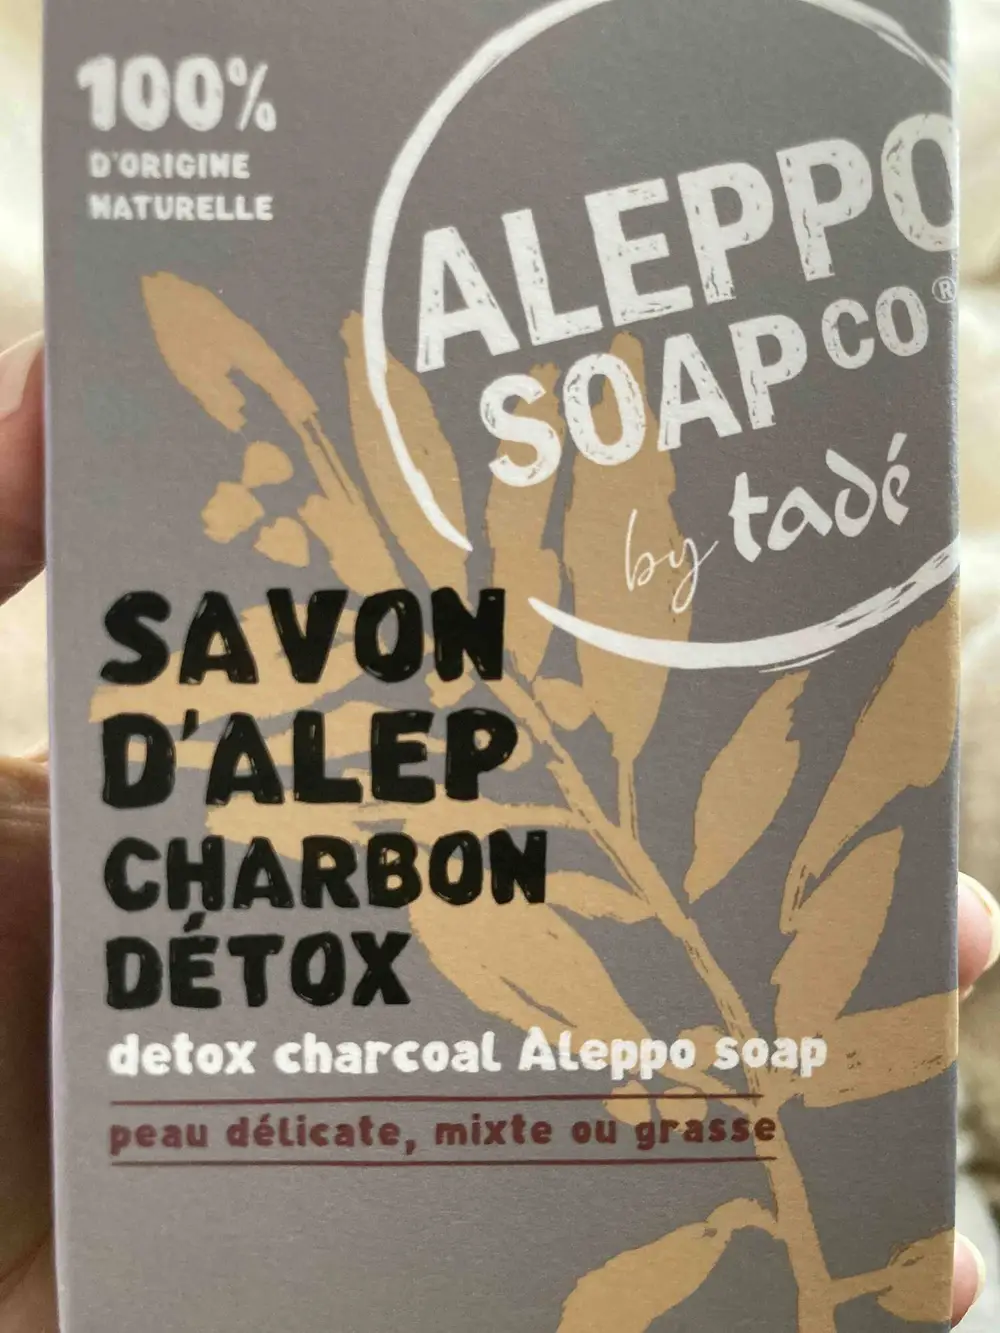 100%
D'ORIGINE
NATURELLE
ALEPPO
SOAP CO®
by tadé
SAVON
D'ALEP
CHARBON
DÉTOX
detox charcoal Aleppo soap
peau délicate, mixte ou grasse